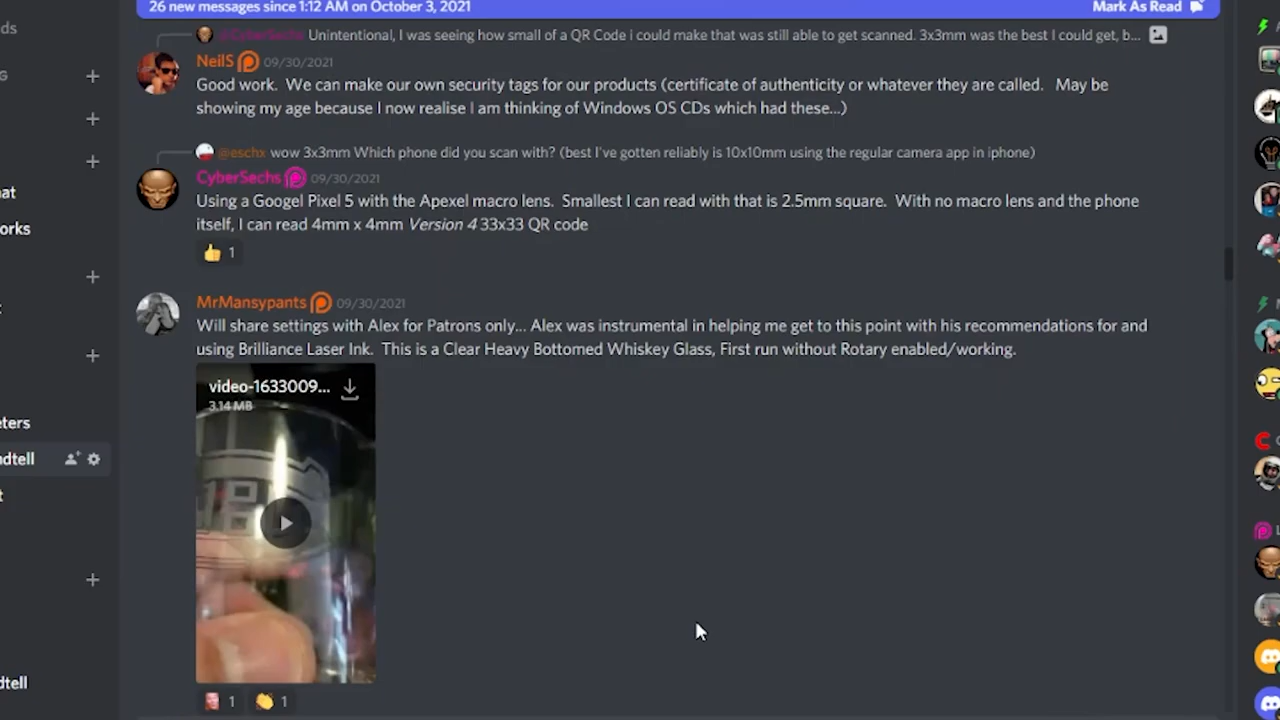 26 new messages since 1:12 AM on October 3, 2021
Mark As Read
@CyberSechs Unintentional, I was seeing how small of a QR Code i could make that was still able to get scanned. 3x3mm was the best I could get, b...
NeilS 09/30/2021
Good work. We can make our own security tags for our products (certificate of authenticity or whatever they are called. May be
showing my age because I now realise I am thinking of Windows OS CDs which had these...)
@eschx wow 3x3mm Which phone did you scan with? (best I've gotten reliably is 10x10mm using the regular camera app in iphone)
CyberSechs 09/30/2021
Using a Googel Pixel 5 with the Apexel macro lens. Smallest I can read with that is 2.5mm square. With no macro lens and the phone
itself, I can read 4mm x 4mm Version 4 33x33 QR code
1
MrMansypants 09/30/2021
Will share settings with Alex for Patrons only... Alex was instrumental in helping me get to this point with his recommendations for and
using Brilliance Laser Ink. This is a Clear Heavy Bottomed Whiskey Glass, First run without Rotary enabled/working.
video-1633009...
3.14 MB
1 1
ds
G
at
orks
eters
dtell
t
dtell